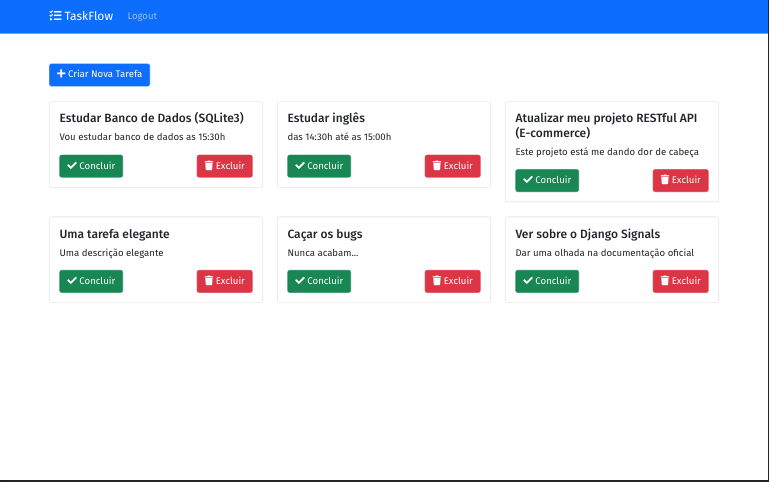 TaskFlow Logout
Criar Nova Tarefa
Estudar Banco de Dados (SQLite3)
Vou estudar banco de dados as 15:30h
Concluir Excluir
Estudar inglês
das 14:30h até as 15:00h
Concluir Excluir
Atualizar meu projeto RESTful API
(E-commerce)
Este projeto está me dando dor de cabeça
Concluir Excluir
Uma tarefa elegante
Uma descrição elegante
Concluir Excluir
Caçar os bugs
Nunca acabam...
Concluir Excluir
Ver sobre o Django Signals
Dar uma olhada na documentação oficial
Concluir Excluir